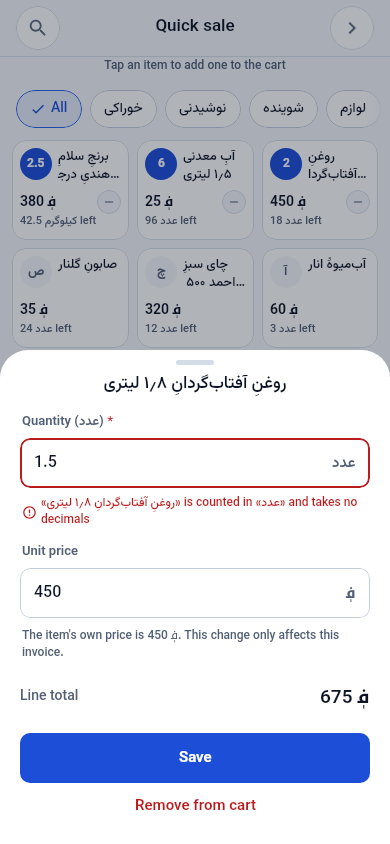 Quick sale
Tap an item to add one to the cart
All
خوراکی
نوشیدنی
شوینده
لوازم
2.5
برنجِ سلامِ
هندیِ درج…
380 ؋
42.5 کیلوگرم left
6
آبِ معدنی
۱٫۵ لیتری
25 ؋
96 عدد left
2
روغنِ
آفتاب‌گردا…
450 ؋
18 عدد left
ص
صابونِ گلنار
35 ؋
24 عدد left
چ
چای سبزِ
احمد ۵۰۰…
320 ؋
12 عدد left
آ
آب‌میوهٔ انار
60 ؋
3 عدد left
روغنِ آفتاب‌گردانِ ۱٫۸ لیتری
Quantity (عدد) *
1.5 عدد
«روغنِ آفتاب‌گردانِ ۱٫۸ لیتری» is counted in «عدد» and takes no
decimals
Unit price
450 ؋
The item's own price is 450 ؋. This change only affects this
invoice.
Line total 675 ؋
Save
Remove from cart